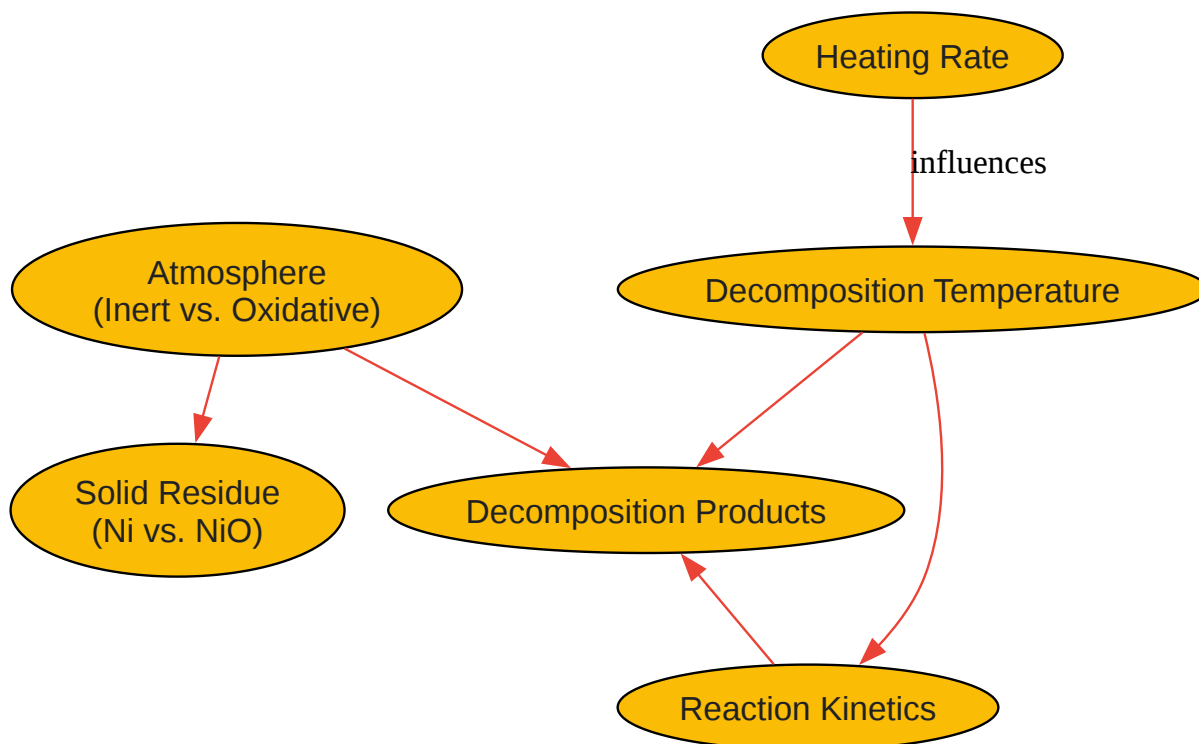 Heating Rate
influences
Atmosphere
(Inert vs. Oxidative)
Decomposition Temperature
Solid Residue
(Ni vs. NiO)
Decomposition Products
Reaction Kinetics